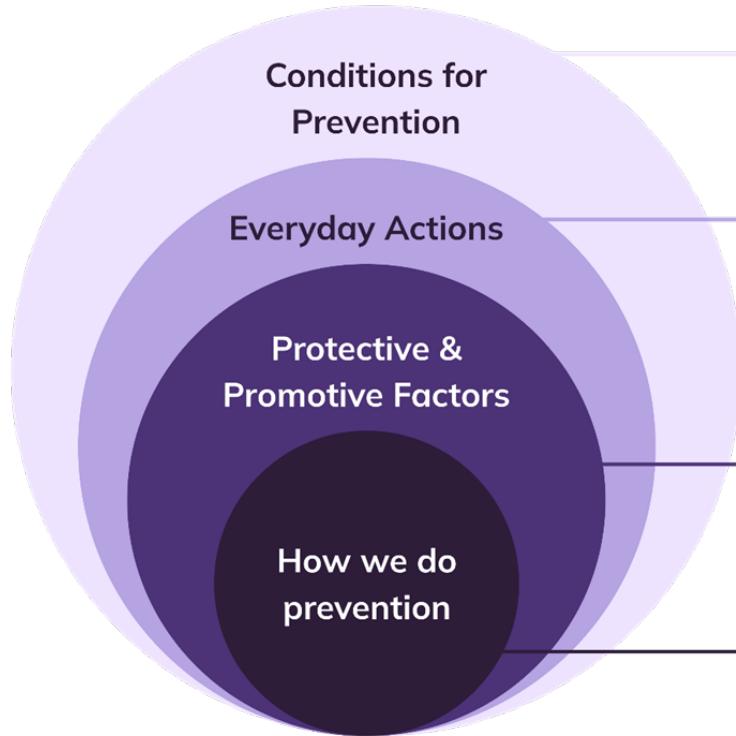 Conditions for
Prevention
Everyday Actions
Protective &
Promotive Factors
How we do
prevention